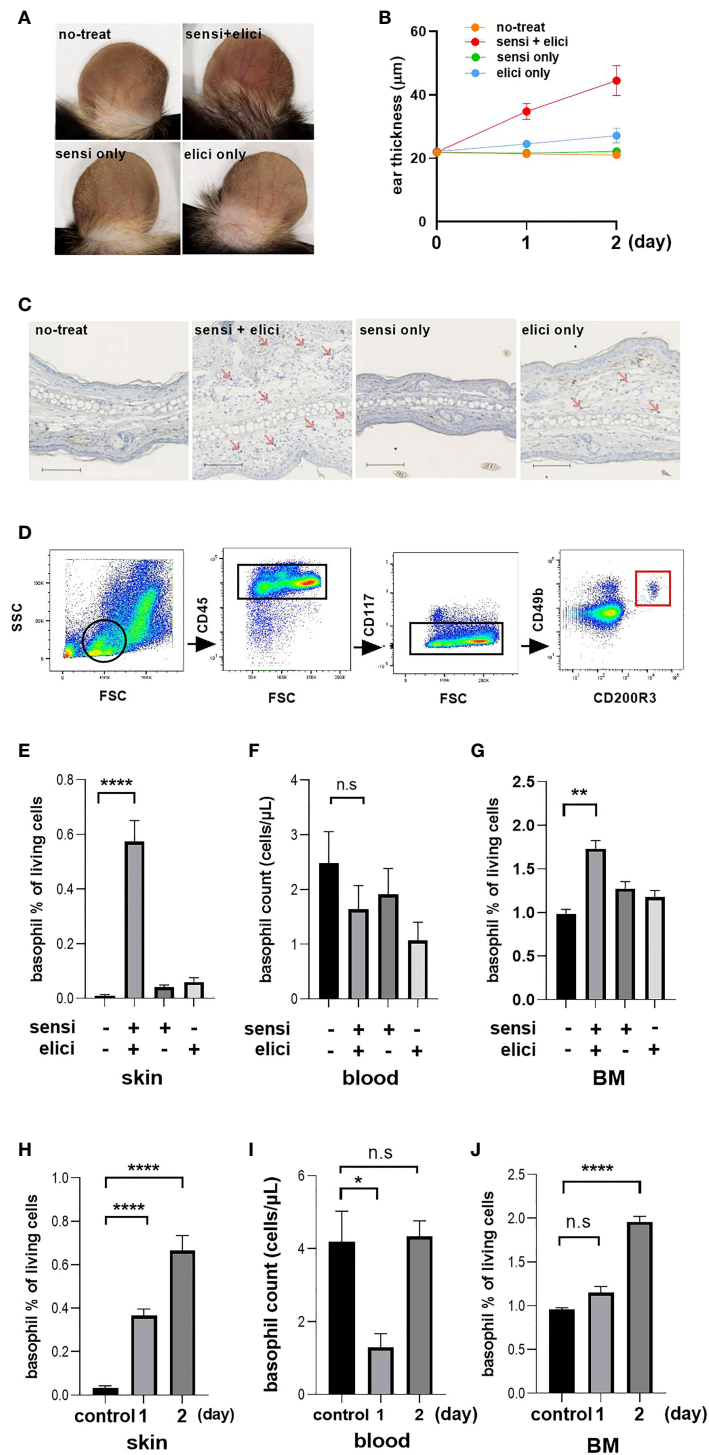 A
no-treat
sensi+elici
sensi only
elici only
B
no-treat
sensi + elici
sensi only
elici only
ear thickness (μm)
60
40
20
0
0 1 2 (day)
C
no-treat
sensi + elici
sensi only
elici only
D
SSC
FSC
CD45
FSC
CD117
FSC
CD49b
CD200R3
E
basophil % of living cells
0.8
0.6
0.4
0.2
0.0
****
sensi - + + -
elici - + - +
skin
F
basophil count (cells/μL)
4
3
2
1
0
n.s
sensi - + + -
elici - + - +
blood
G
basophil % of living cells
2.5
2.0
1.5
1.0
0.5
0.0
**
sensi - + + -
elici - + - +
BM
H
basophil % of living cells
1.0
0.8
0.6
0.4
0.2
0.0
****
****
control 1 2 (day)
skin
I
basophil count (cells/μL)
6
4
2
0
n.s
*
control 1 2 (day)
blood
J
basophil % of living cells
2.5
2.0
1.5
1.0
0.5
0.0
****
n.s
control 1 2 (day)
BM